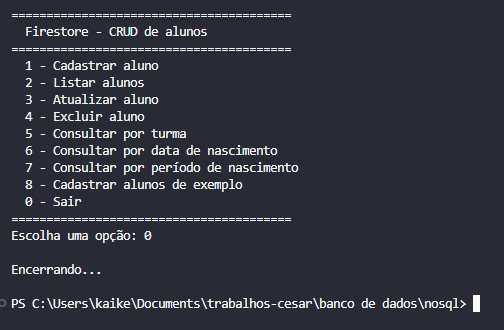 ========================================
Firestore - CRUD de alunos
========================================
1 - Cadastrar aluno
2 - Listar alunos
3 - Atualizar aluno
4 - Excluir aluno
5 - Consultar por turma
6 - Consultar por data de nascimento
7 - Consultar por período de nascimento
8 - Cadastrar alunos de exemplo
0 - Sair
========================================
Escolha uma opção: 0
Encerrando...
PS C:\Users\kaike\Documents\trabalhos-cesar\banco de dados\nosql>